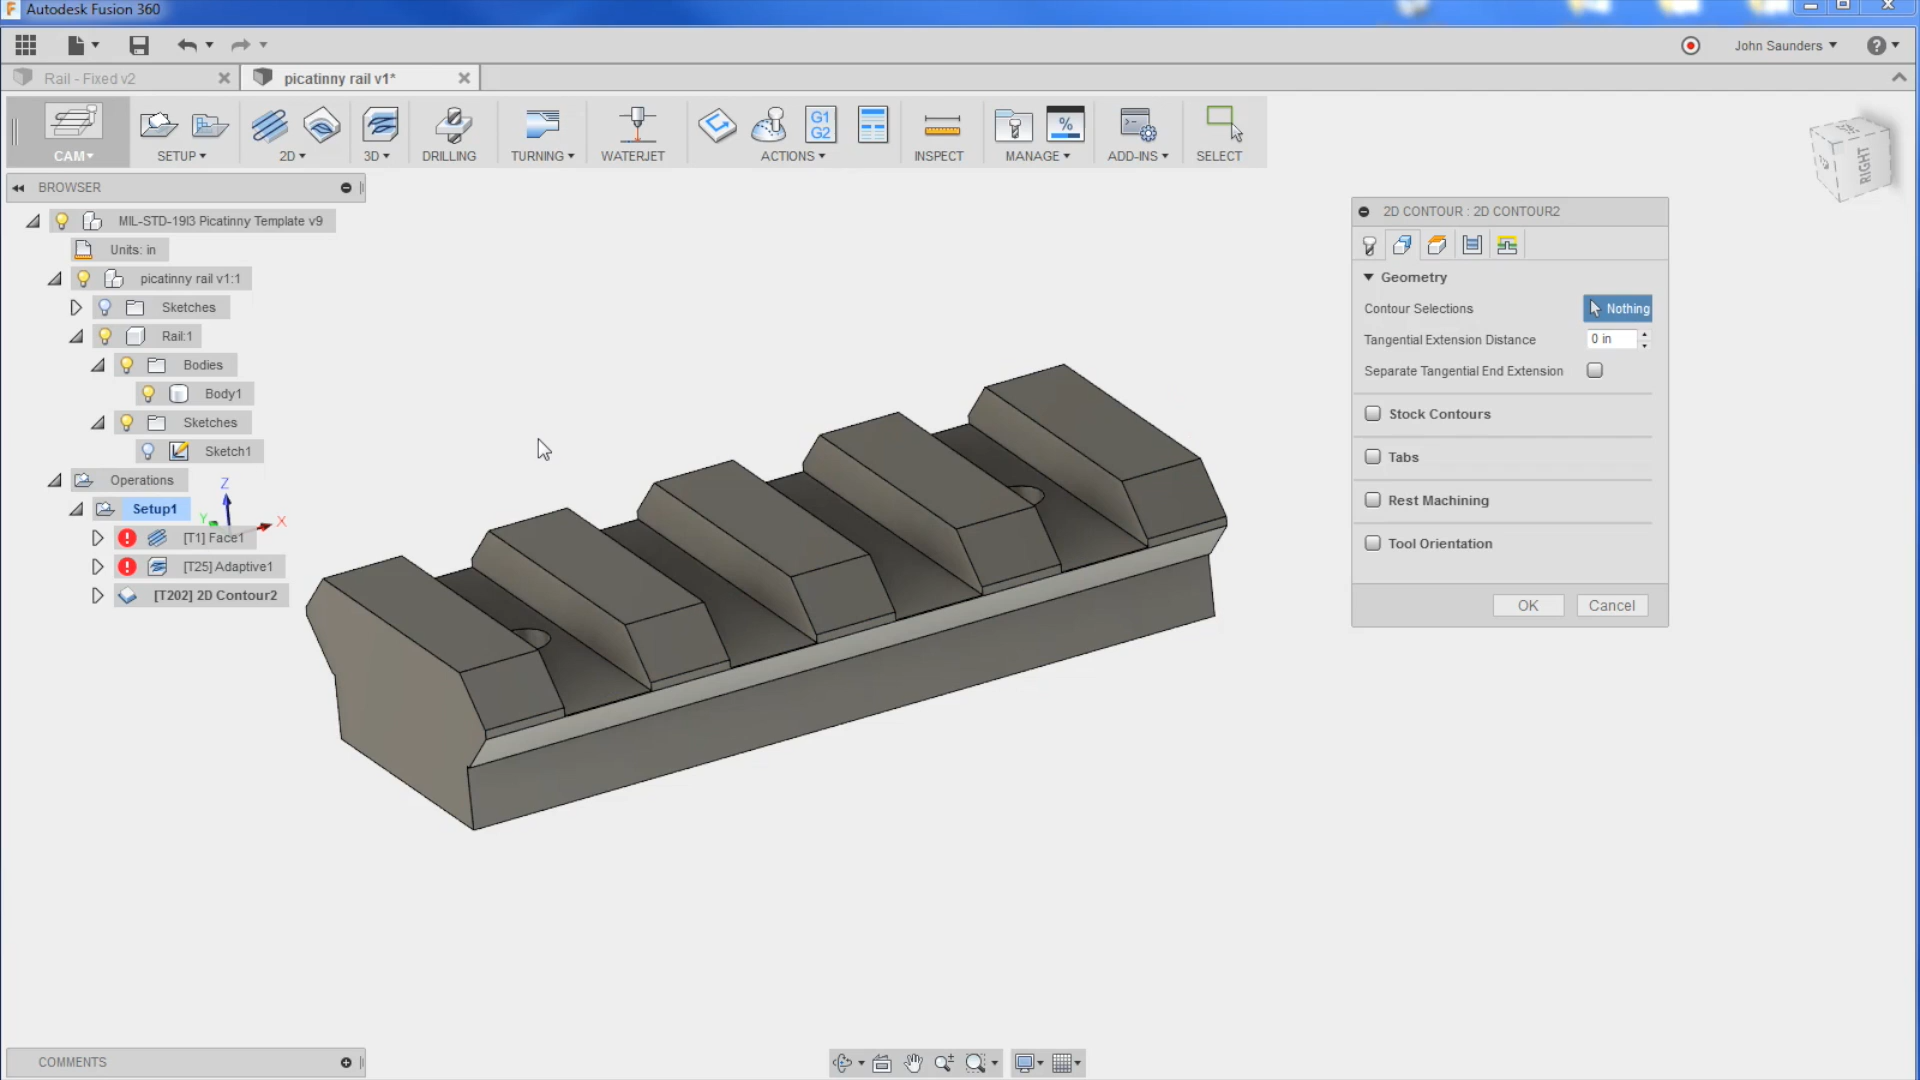 Autodesk Fusion 360
John Saunders
Rail - Fixed v2
picatinny rail v1*
G1
G2
%
CAM
SETUP
2D
3D
DRILLING
TURNING
WATERJET
ACTIONS
INSPECT
MANAGE
ADD-INS
SELECT
RIGHT
BROWSER
MIL-STD-19I3 Picatinny Template v9
Units: in
picatinny rail v1:1
Sketches
Rail:1
Bodies
Body1
Sketches
Sketch1
Operations
Z
Setup1
Y
X
[T1] Face1
[T25] Adaptive1
[T202] 2D Contour2
2D CONTOUR : 2D CONTOUR2
Geometry
Contour Selections
Nothing
Tangential Extension Distance
0 in
Separate Tangential End Extension
Stock Contours
Tabs
Rest Machining
Tool Orientation
OK
Cancel
COMMENTS